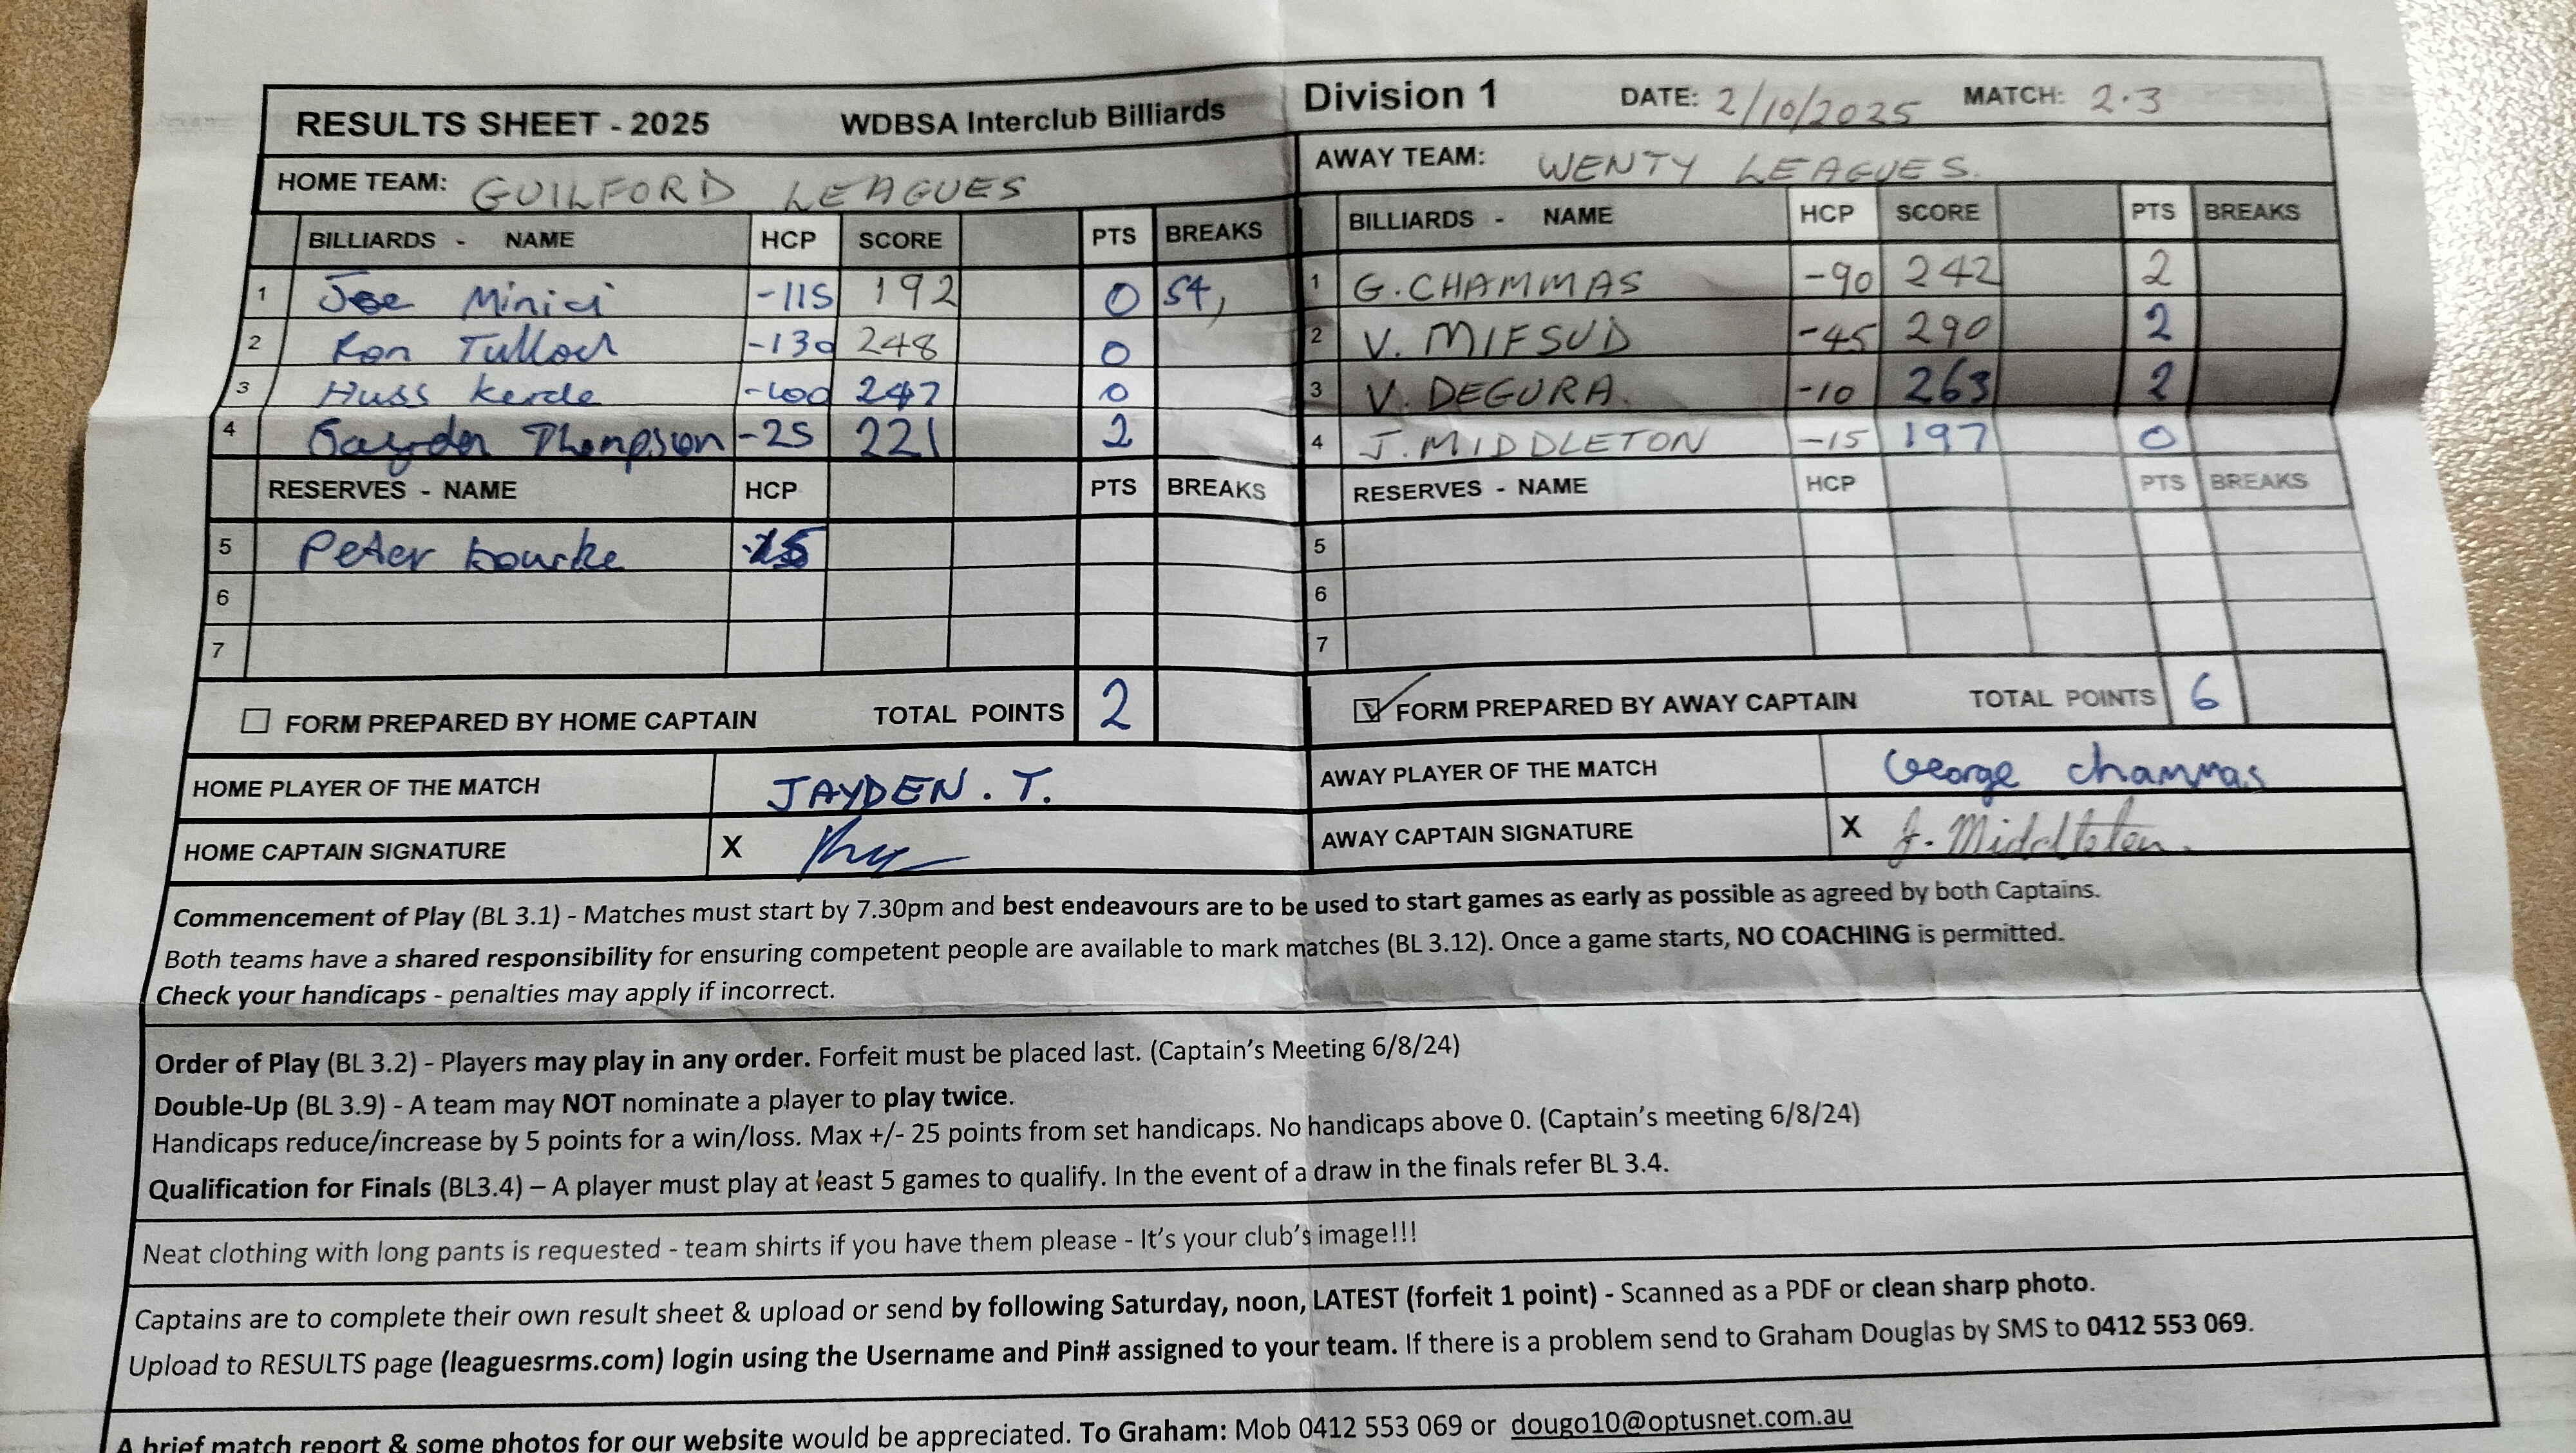 RESULTS SHEET - 2025 WDBSA Interclub Billiards Division 1 DATE: 2/10/2025 MATCH: 2.3
HOME TEAM: GUILFORD LEAGUES AWAY TEAM: WENTY LEAGUES.
BILLIARDS - NAME HCP SCORE PTS BREAKS BILLIARDS - NAME HCP SCORE PTS BREAKS
1 Joe Minici -115 192 0 54, 1 G. CHAMMAS -90 242 2
2 Ron Tulloch -130 248 0 2 V. MIFSUD -45 290 2
3 Huss Kerde -100 247 0 3 V. DEGURA. -10 263 2
4 Thompson -25 221 2 4 J. MIDDLETON -15 197 0
RESERVES - NAME HCP PTS BREAKS RESERVES - NAME HCP PTS BREAKS
5 Peter bourke 5
6 6
7 7
FORM PREPARED BY HOME CAPTAIN TOTAL POINTS 2 FORM PREPARED BY AWAY CAPTAIN TOTAL POINTS 6
HOME PLAYER OF THE MATCH JAYDEN. T. AWAY PLAYER OF THE MATCH George chammas
HOME CAPTAIN SIGNATURE X AWAY CAPTAIN SIGNATURE X J. Middleton.
Commencement of Play (BL 3.1) - Matches must start by 7.30pm and best endeavours are to be used to start games as early as possible as agreed by both Captains.
Both teams have a shared responsibility for ensuring competent people are available to mark matches (BL 3.12). Once a game starts, NO COACHING is permitted.
Check your handicaps - penalties may apply if incorrect.
Order of Play (BL 3.2) - Players may play in any order. Forfeit must be placed last. (Captain's Meeting 6/8/24)
Double-Up (BL 3.9) - A team may NOT nominate a player to play twice.
Handicaps reduce/increase by 5 points for a win/loss. Max +/- 25 points from set handicaps. No handicaps above 0. (Captain's meeting 6/8/24)
Qualification for Finals (BL3.4) – A player must play at least 5 games to qualify. In the event of a draw in the finals refer BL 3.4.
Neat clothing with long pants is requested - team shirts if you have them please - It's your club's image!!!
Captains are to complete their own result sheet & upload or send by following Saturday, noon, LATEST (forfeit 1 point) - Scanned as a PDF or clean sharp photo.
Upload to RESULTS page (leaguesrms.com) login using the Username and Pin# assigned to your team. If there is a problem send to Graham Douglas by SMS to 0412 553 069.
A brief match report & some photos for our website would be appreciated. To Graham: Mob 0412 553 069 or dougo10@optusnet.com.au